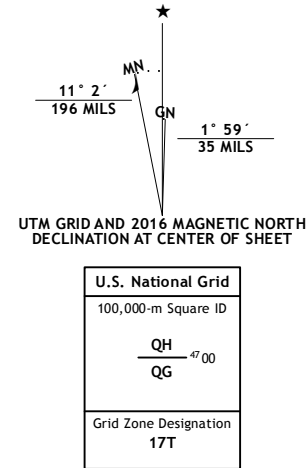 ★
MN
11° 2´
196 MILS
GN
1° 59´
35 MILS
UTM GRID AND 2016 MAGNETIC NORTH
DECLINATION AT CENTER OF SHEET
U.S. National Grid
100,000-m Square ID
QH
4700
QG
Grid Zone Designation
17T